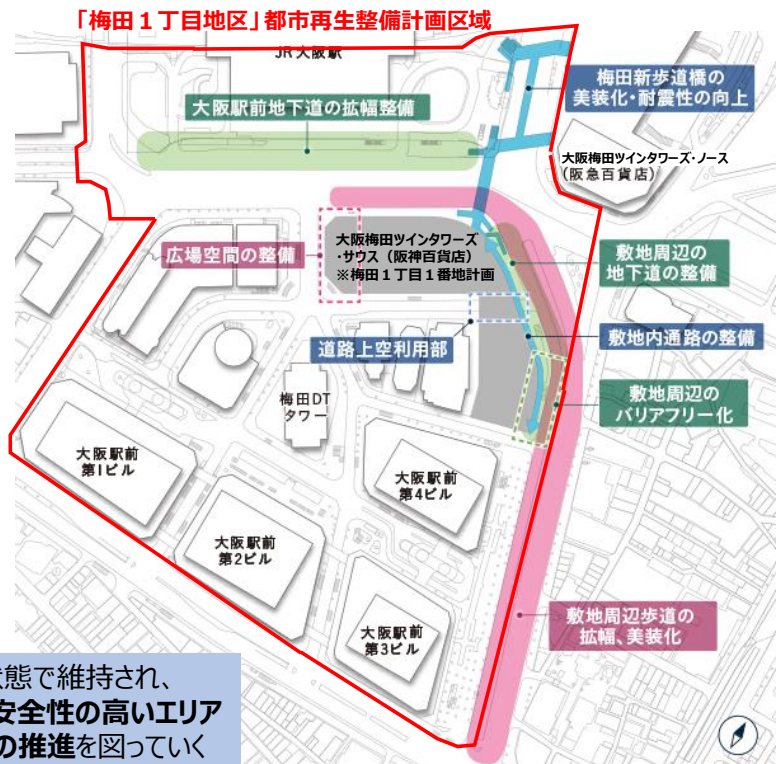 「梅田１丁目地区」都市再生整備計画区域
JR大阪駅
梅田新歩道橋の
美装化・耐震性の向上
大阪駅前地下道の拡幅整備
大阪梅田ツインタワーズ・ノース
（阪急百貨店）
広場空間の整備
大阪梅田ツインタワーズ
・サウス（阪神百貨店）
※梅田１丁目１番地計画
敷地周辺の
地下道の整備
道路上空利用部
敷地内通路の整備
梅田DT
タワー
敷地周辺の
バリアフリー化
大阪駅前
第1ビル
大阪駅前
第4ビル
大阪駅前
第2ビル
大阪駅前
第3ビル
敷地周辺歩道の
拡幅、美装化
態で維持され、
安全性の高いエリア
の推進を図っていく